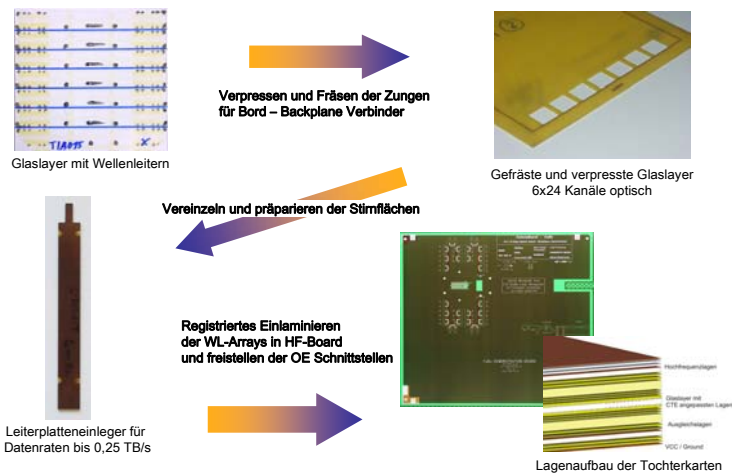 Verpressen und Fräsen der Zungen
für Bord – Backplane Verbinder
TIA015
X
Glaslayer mit Wellenleitern
Gefräste und verpresste Glaslayer
6x24 Kanäle optisch
Vereinzeln und präparieren der Stirnflächen
Registriertes Einlaminieren
der WL-Arrays in HF-Board
und freistellen der OE Schnittstellen
Hochfrequenzlagen
Glaslayer mit
CTE angepassten Lagen
Ausgleichslagen
VCC / Ground
Leiterplatteneinleger für
Datenraten bis 0,25 TB/s
Lagenaufbau der Tochterkarten